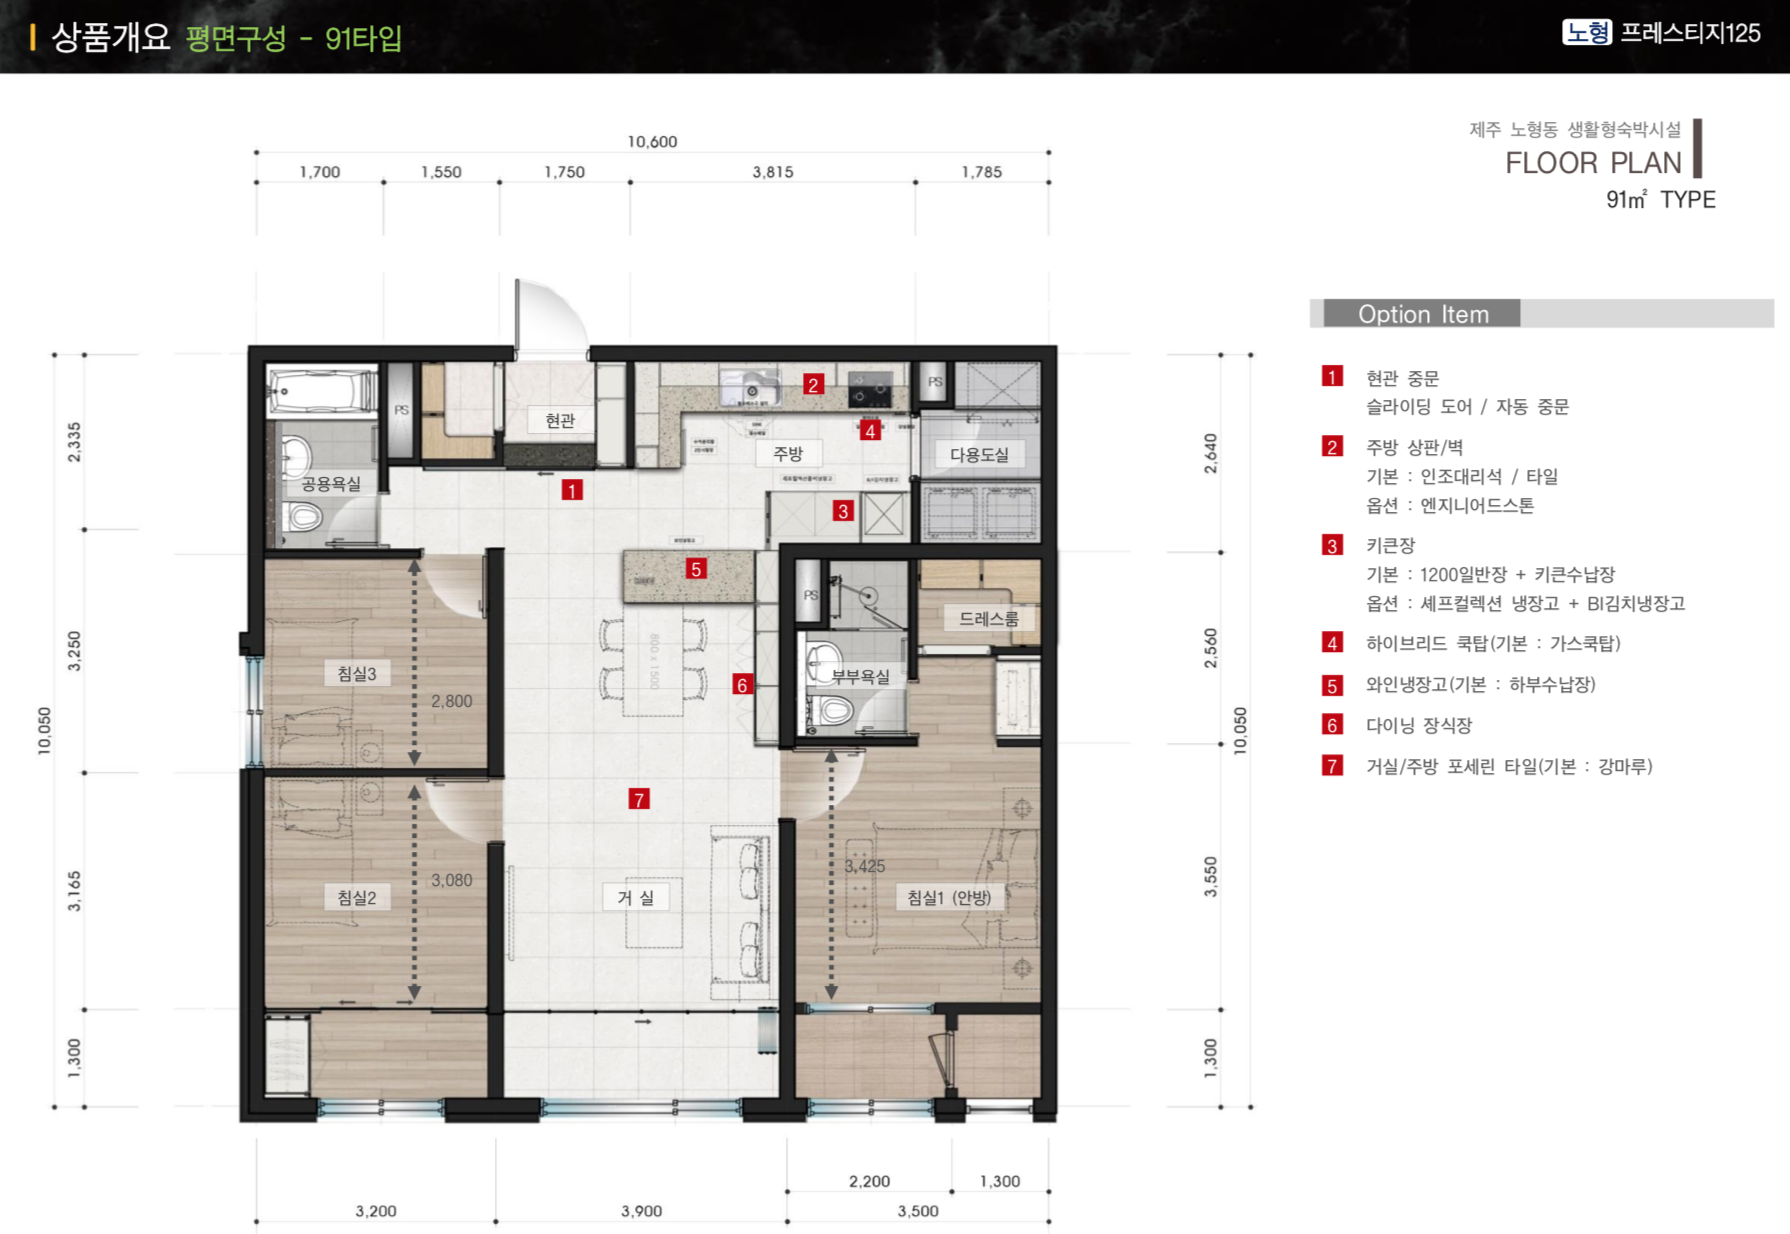 상품개요 평면구성 - 91타입
노형 프레스티지125
제주 노형동 생활형숙박시설
FLOOR PLAN
91㎡ TYPE
10,600
1,700 1,550 1,750 3,815 1,785
Option Item
1 현관 중문
슬라이딩 도어 / 자동 중문
2 주방 상판/벽
기본 : 인조대리석 / 타일
옵션 : 엔지니어드스톤
3 키큰장
기본 : 1200일반장 + 키큰수납장
옵션 : 셰프컬렉션 냉장고 + BI김치냉장고
4 하이브리드 쿡탑(기본 : 가스쿡탑)
5 와인냉장고(기본 : 하부수납장)
6 다이닝 장식장
7 거실/주방 포세린 타일(기본 : 강마루)
10,050
2,335
3,250
3,165
1,300
PS
현관
2
PS
4
주방
다용도실
공용욕실
1
3
5
PS
드레스룸
800 x 1500
침실3
2,800
6
부부욕실
7
3,080
3,425
침실2
거 실
침실1 (안방)
2,640
2,560
3,550
1,300
10,050
2,200 1,300
3,200 3,900 3,500